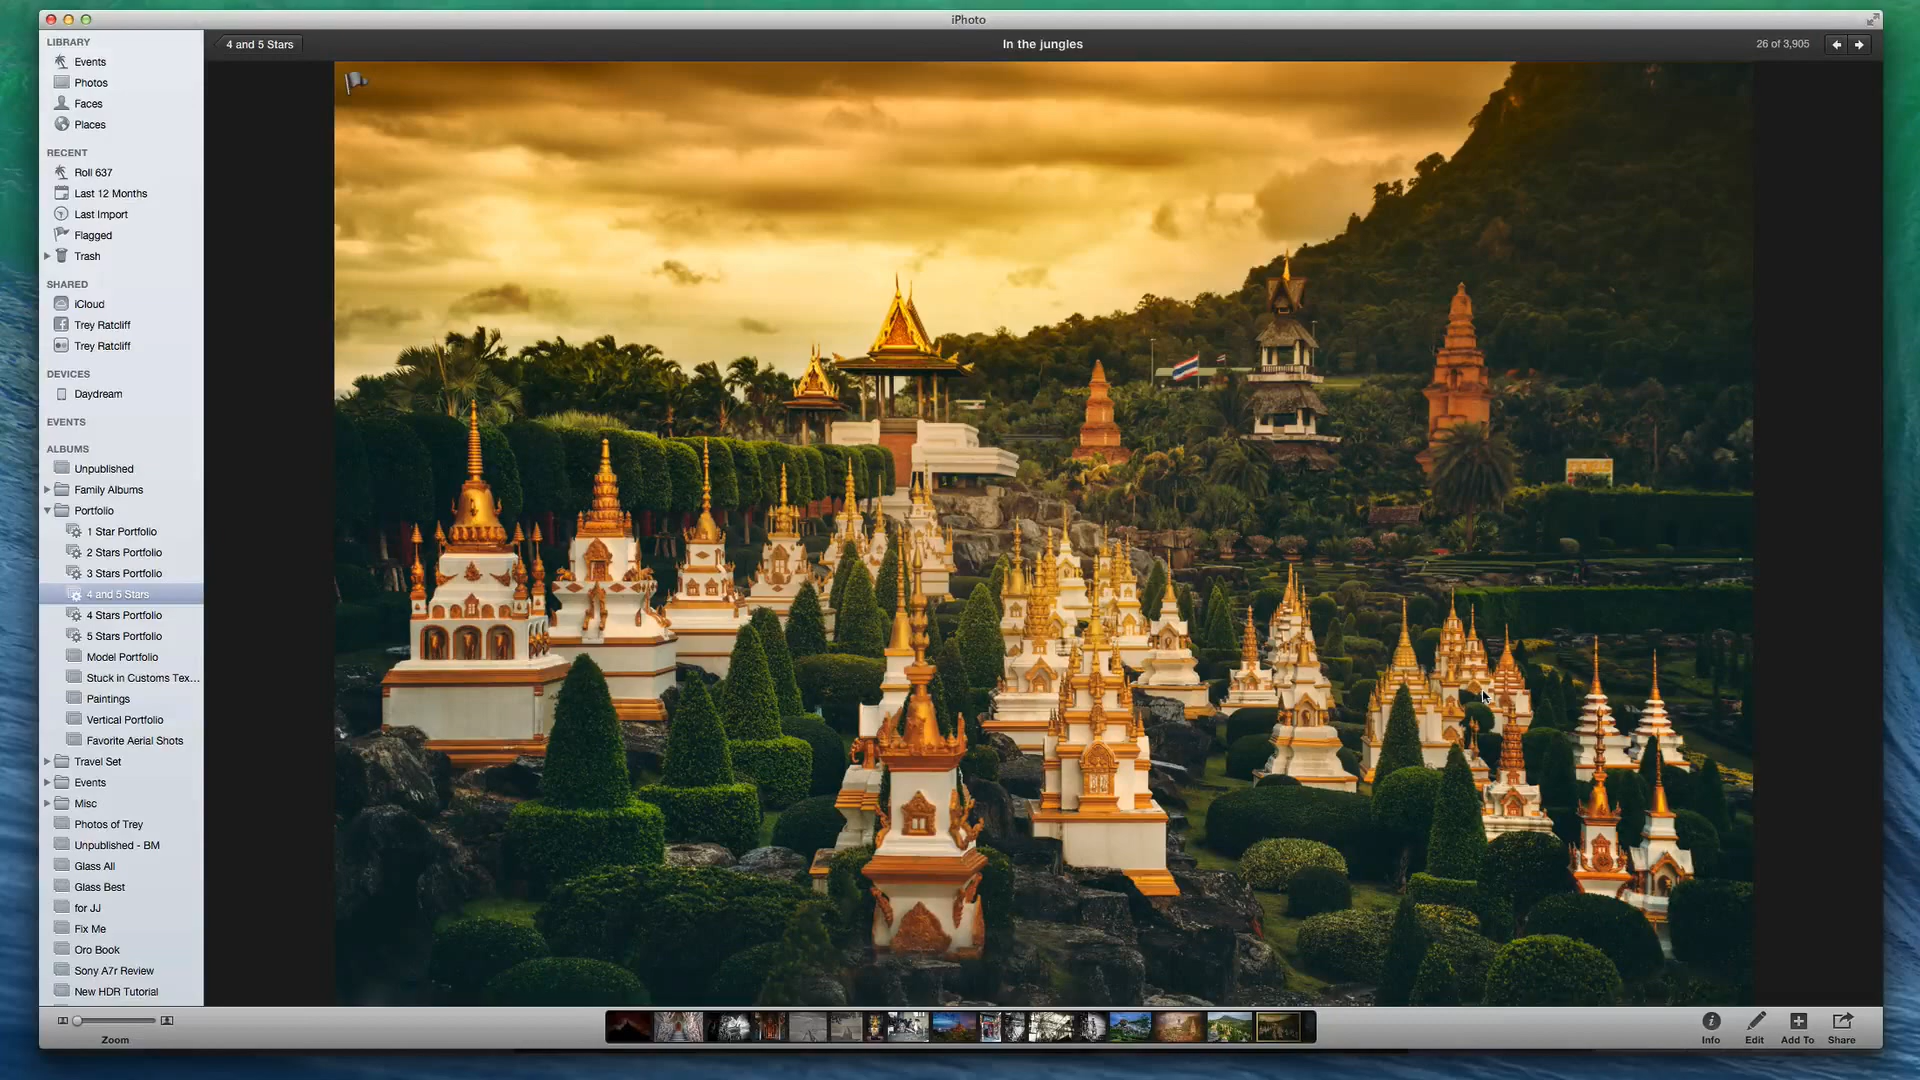 iPhoto
LIBRARY
Events
Photos
Faces
Places
RECENT
Roll 637
Last 12 Months
Last Import
Flagged
Trash
SHARED
iCloud
Trey Ratcliff
Trey Ratcliff
DEVICES
Daydream
EVENTS
ALBUMS
Unpublished
Family Albums
Portfolio
1 Star Portfolio
2 Stars Portfolio
3 Stars Portfolio
4 and 5 Stars
4 Stars Portfolio
5 Stars Portfolio
Model Portfolio
Stuck in Customs Tex...
Paintings
Vertical Portfolio
Favorite Aerial Shots
Travel Set
Events
Misc
Photos of Trey
Unpublished - BM
Glass All
Glass Best
for JJ
Fix Me
Oro Book
Sony A7r Review
New HDR Tutorial
4 and 5 Stars
In the jungles
26 of 3,905
Zoom
Info
Edit
Add To
Share